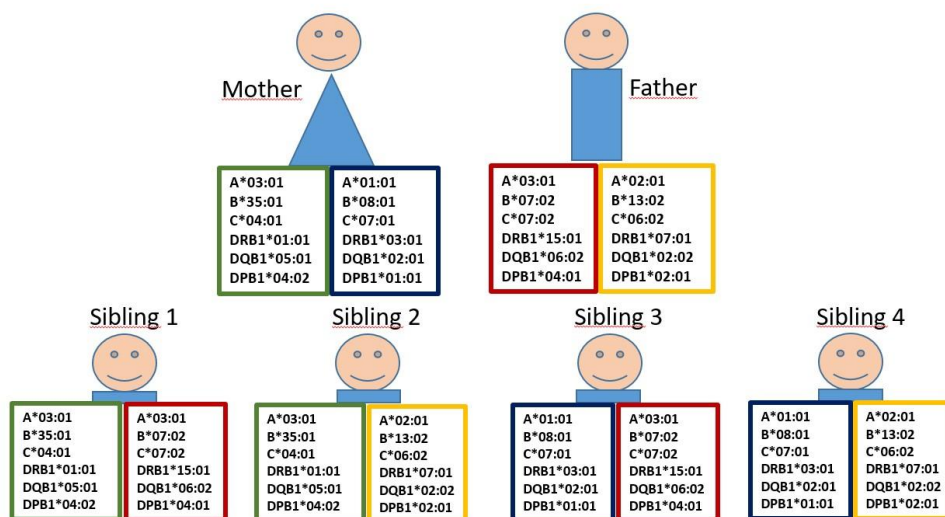 Mother
Father
A*03:01
B*35:01
C*04:01
DRB1*01:01
DQB1*05:01
DPB1*04:02
A*01:01
B*08:01
C*07:01
DRB1*03:01
DQB1*02:01
DPB1*01:01
A*03:01
B*07:02
C*07:02
DRB1*15:01
DQB1*06:02
DPB1*04:01
A*02:01
B*13:02
C*06:02
DRB1*07:01
DQB1*02:02
DPB1*02:01
Sibling 1
Sibling 2
Sibling 3
Sibling 4
A*03:01
B*35:01
C*04:01
DRB1*01:01
DQB1*05:01
DPB1*04:02
A*03:01
B*07:02
C*07:02
DRB1*15:01
DQB1*06:02
DPB1*04:01
A*03:01
B*35:01
C*04:01
DRB1*01:01
DQB1*05:01
DPB1*04:02
A*02:01
B*13:02
C*06:02
DRB1*07:01
DQB1*02:02
DPB1*02:01
A*01:01
B*08:01
C*07:01
DRB1*03:01
DQB1*02:01
DPB1*01:01
A*03:01
B*07:02
C*07:02
DRB1*15:01
DQB1*06:02
DPB1*04:01
A*01:01
B*08:01
C*07:01
DRB1*03:01
DQB1*02:01
DPB1*01:01
A*02:01
B*13:02
C*06:02
DRB1*07:01
DQB1*02:02
DPB1*02:01